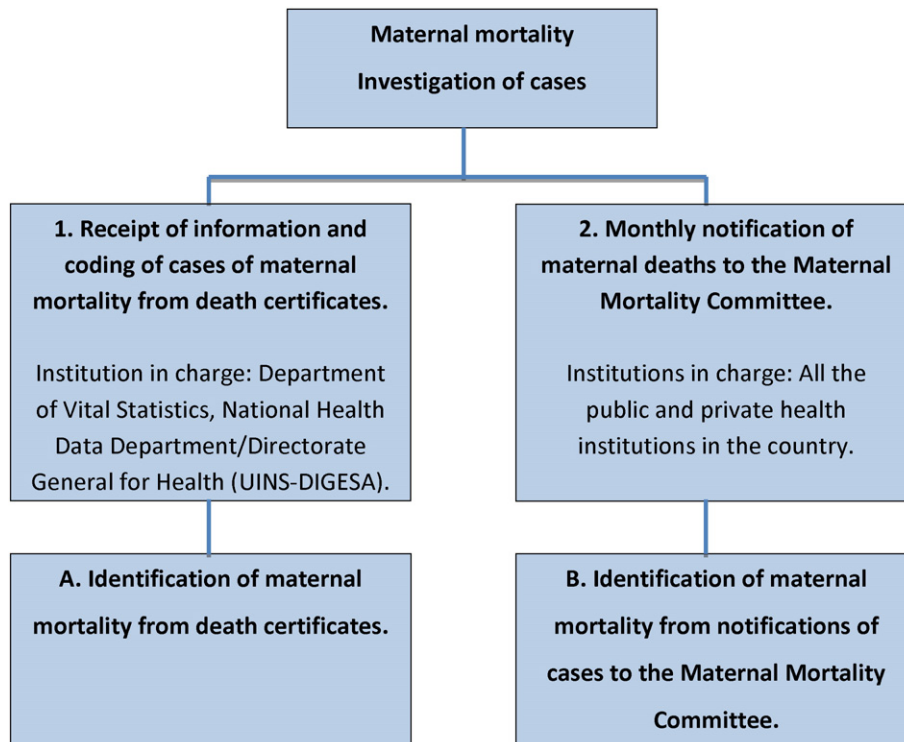 Maternal mortality
Investigation of cases
1. Receipt of information and
coding of cases of maternal
mortality from death certificates.
Institution in charge: Department
of Vital Statistics, National Health
Data Department/Directorate
General for Health (UINS-DIGESA).
2. Monthly notification of
maternal deaths to the Maternal
Mortality Committee.
Institutions in charge: All the
public and private health
institutions in the country.
A. Identification of maternal
mortality from death certificates.
B. Identification of maternal
mortality from notifications of
cases to the Maternal Mortality
Committee.